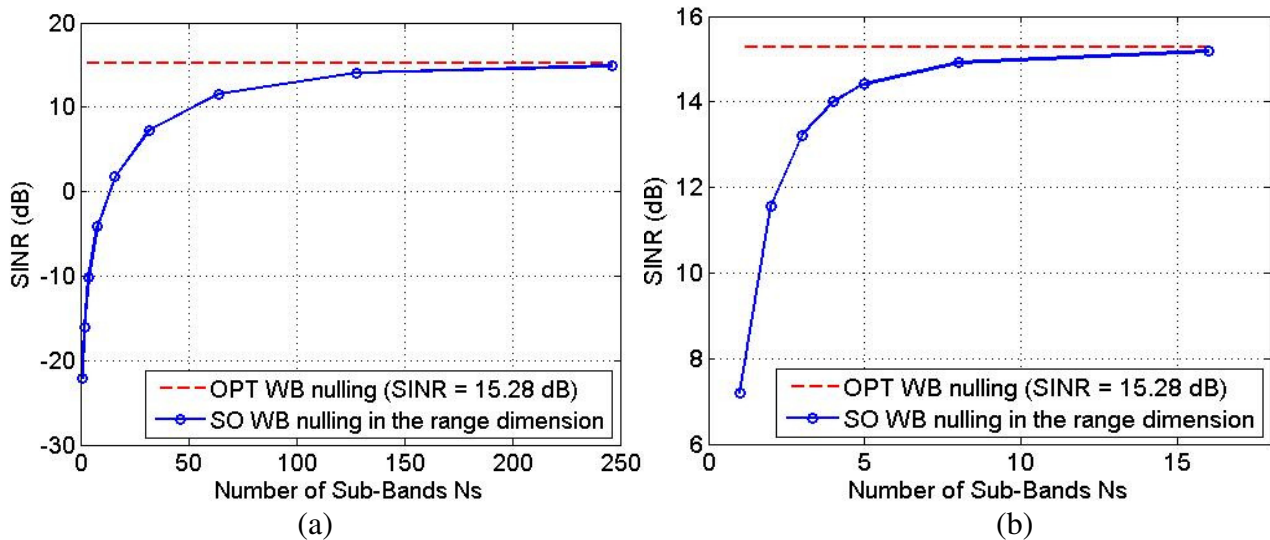 20
10
0
-10
-20
-30
SINR (dB)
0 50 100 150 200 250
Number of Sub-Bands Ns
OPT WB nulling (SINR = 15.28 dB)
SO WB nulling in the range dimension
(a)
16
14
12
10
8
6
SINR (dB)
0 5 10 15
Number of Sub-Bands Ns
OPT WB nulling (SINR = 15.28 dB)
SO WB nulling in the range dimension
(b)